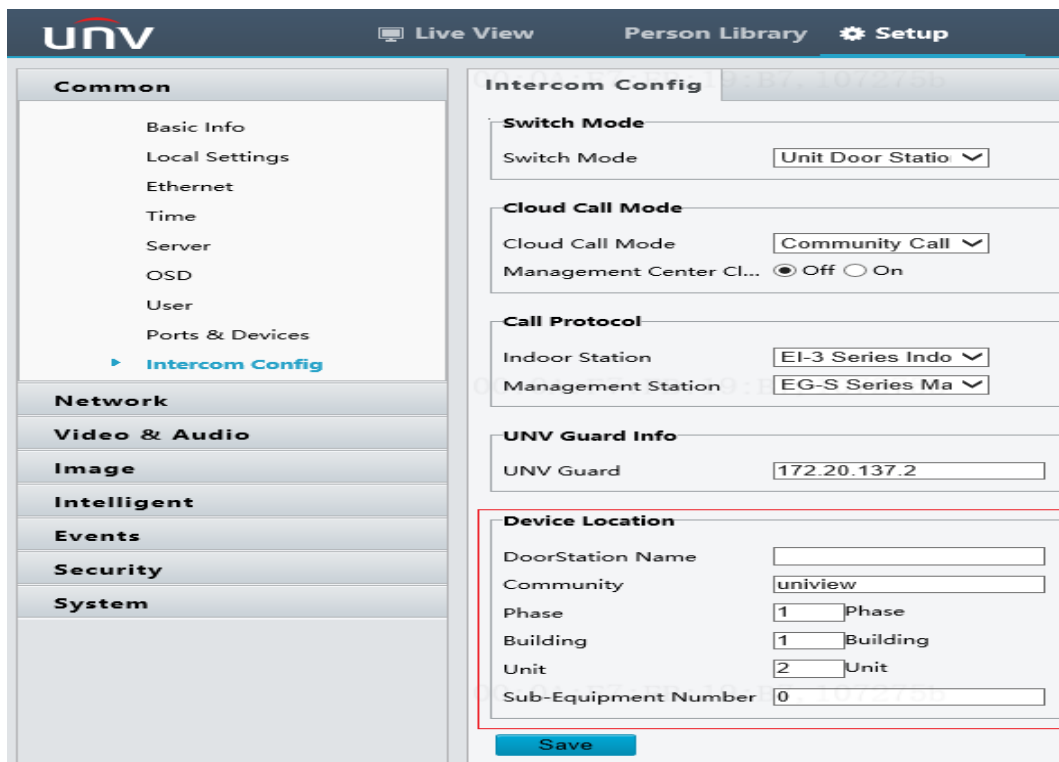 unv
Live View Person Library Setup
Common
Basic Info
Local Settings
Ethernet
Time
Server
OSD
User
Ports & Devices
Intercom Config
Network
Video & Audio
Image
Intelligent
Events
Security
System
Intercom Config
Switch Mode
Switch Mode Unit Door Statio
Cloud Call Mode
Cloud Call Mode Community Call
Management Center Cl... Off On
Call Protocol
Indoor Station EI-3 Series Indo
Management Station EG-S Series Ma
UNV Guard Info
UNV Guard 172.20.137.2
Device Location
DoorStation Name
Community uniview
Phase 1 Phase
Building 1 Building
Unit 2 Unit
Sub-Equipment Number 0
Save